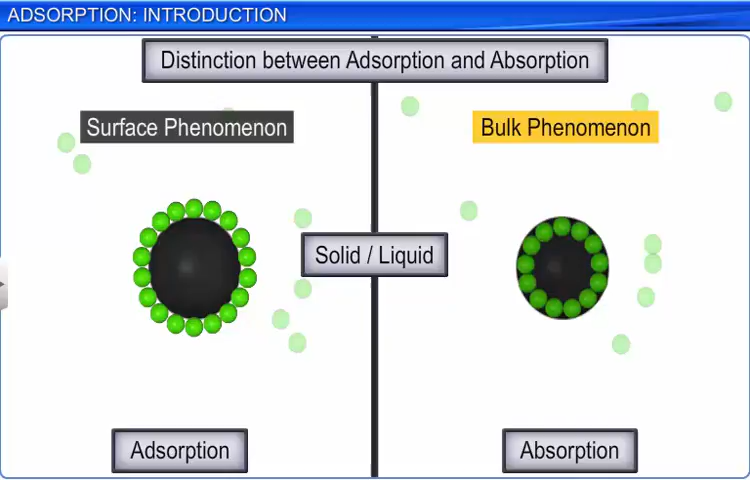 ADSORPTION: INTRODUCTION
Distinction between Adsorption and Absorption
Surface Phenomenon
Bulk Phenomenon
Solid / Liquid
Adsorption
Absorption